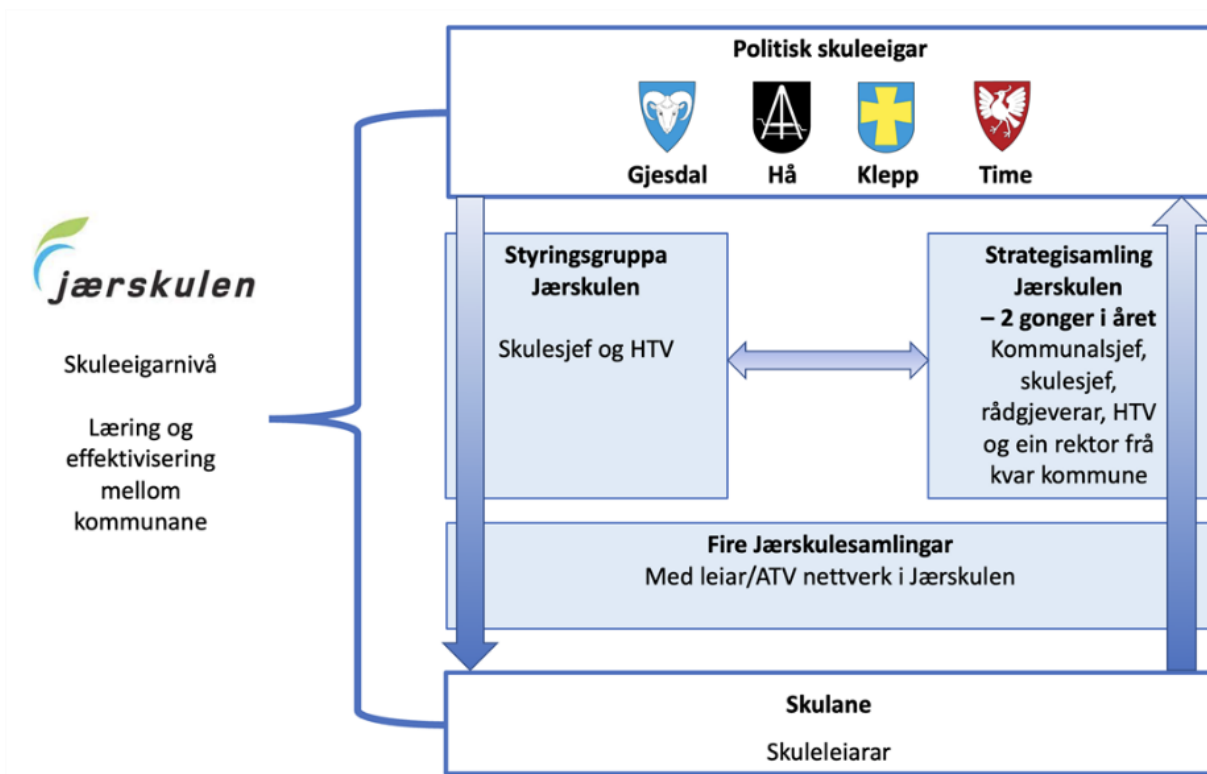 jærskulen
Skuleeigarnivå
Læring og
effektivisering
mellom
kommunane
Politisk skuleeigar
Gjesdal
Hå
Klepp
Time
Styringsgruppa
Jærskulen
Skulesjef og HTV
Strategisamling
Jærskulen
– 2 gonger i året
Kommunalsjef,
skulesjef,
rådgjeverar, HTV
og ein rektor frå
kvar kommune
Fire Jærskulesamlingar
Med leiar/ATV nettverk i Jærskulen
Skulane
Skuleleiarar